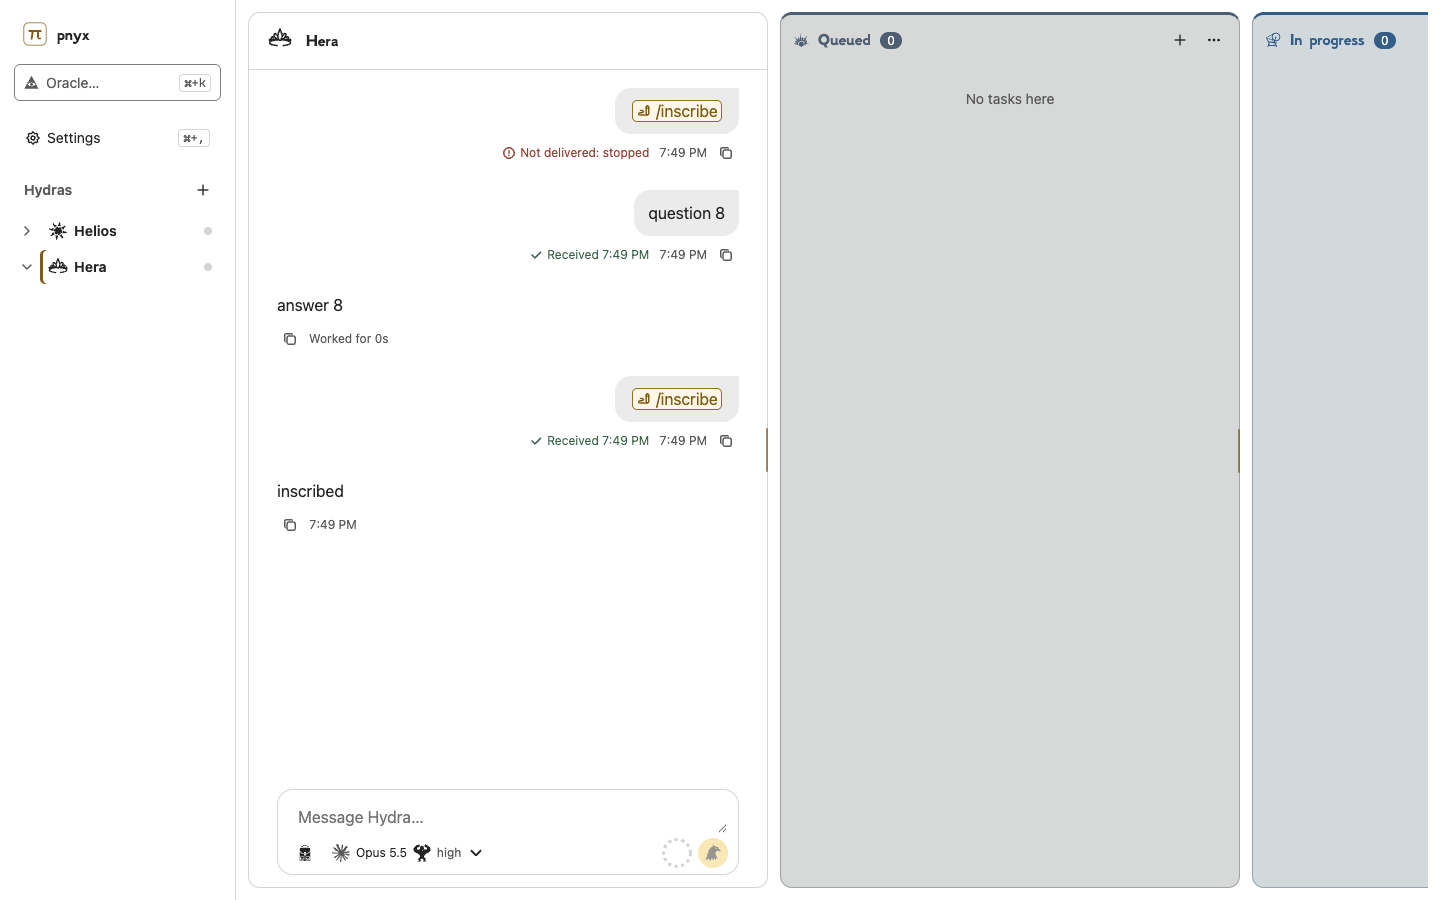 pnyx
Oracle...
⌘+k
Settings
⌘+,
Hydras
Helios
Hera
Hera
/inscribe
Not delivered: stopped 7:49 PM
question 8
Received 7:49 PM 7:49 PM
answer 8
Worked for 0s
/inscribe
Received 7:49 PM 7:49 PM
inscribed
7:49 PM
Message Hydra...
Opus 5.5 high
Queued 0
No tasks here
In progress 0